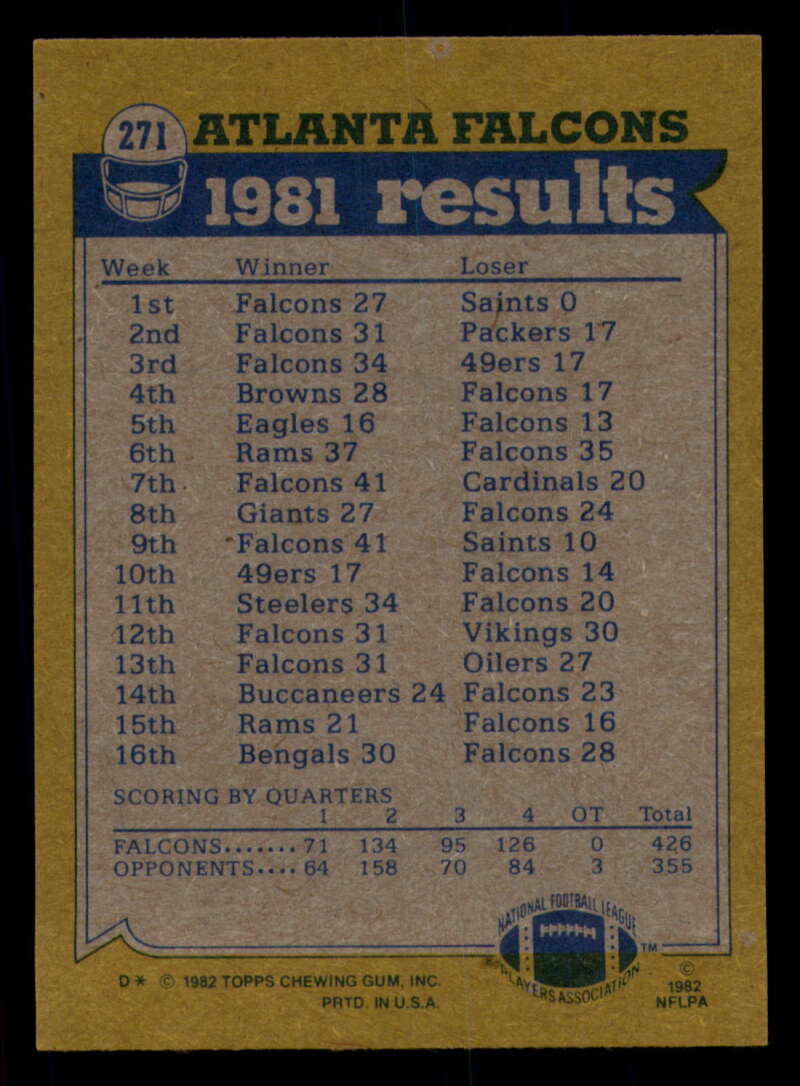 271 ATLANTA FALCONS
1981 results
Week Winner Loser
1st Falcons 27 Saints 0
2nd Falcons 31 Packers 17
3rd Falcons 34 49ers 17
4th Browns 28 Falcons 17
5th Eagles 16 Falcons 13
6th Rams 37 Falcons 35
7th Falcons 41 Cardinals 20
8th Giants 27 Falcons 24
9th Falcons 41 Saints 10
10th 49ers 17 Falcons 14
11th Steelers 34 Falcons 20
12th Falcons 31 Vikings 30
13th Falcons 31 Oilers 27
14th Buccaneers 24 Falcons 23
15th Rams 21 Falcons 16
16th Bengals 30 Falcons 28
SCORING BY QUARTERS
1 2 3 4 OT Total
FALCONS....... 71 134 95 126 0 426
OPPONENTS.... 64 158 70 84 3 355
NATIONAL FOOTBALL LEAGUE
PLAYERS ASSOCIATION
TM
D* © 1982 TOPPS CHEWING GUM, INC.
PRTD. IN U.S.A.
©
1982
NFLPA